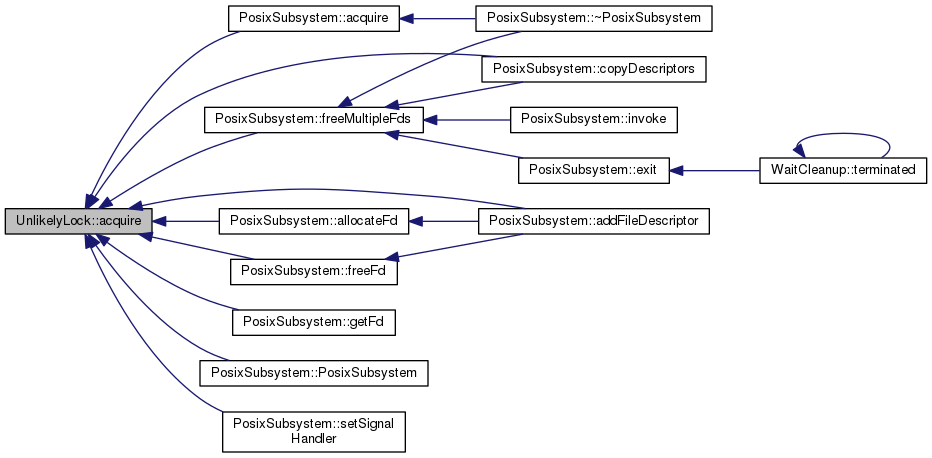 PosixSubsystem::acquire
PosixSubsystem::~PosixSubsystem
PosixSubsystem::copyDescriptors
PosixSubsystem::freeMultipleFds
PosixSubsystem::invoke
PosixSubsystem::exit
WaitCleanup::terminated
UnlikelyLock::acquire
PosixSubsystem::allocateFd
PosixSubsystem::addFileDescriptor
PosixSubsystem::freeFd
PosixSubsystem::getFd
PosixSubsystem::PosixSubsystem
PosixSubsystem::setSignal
Handler